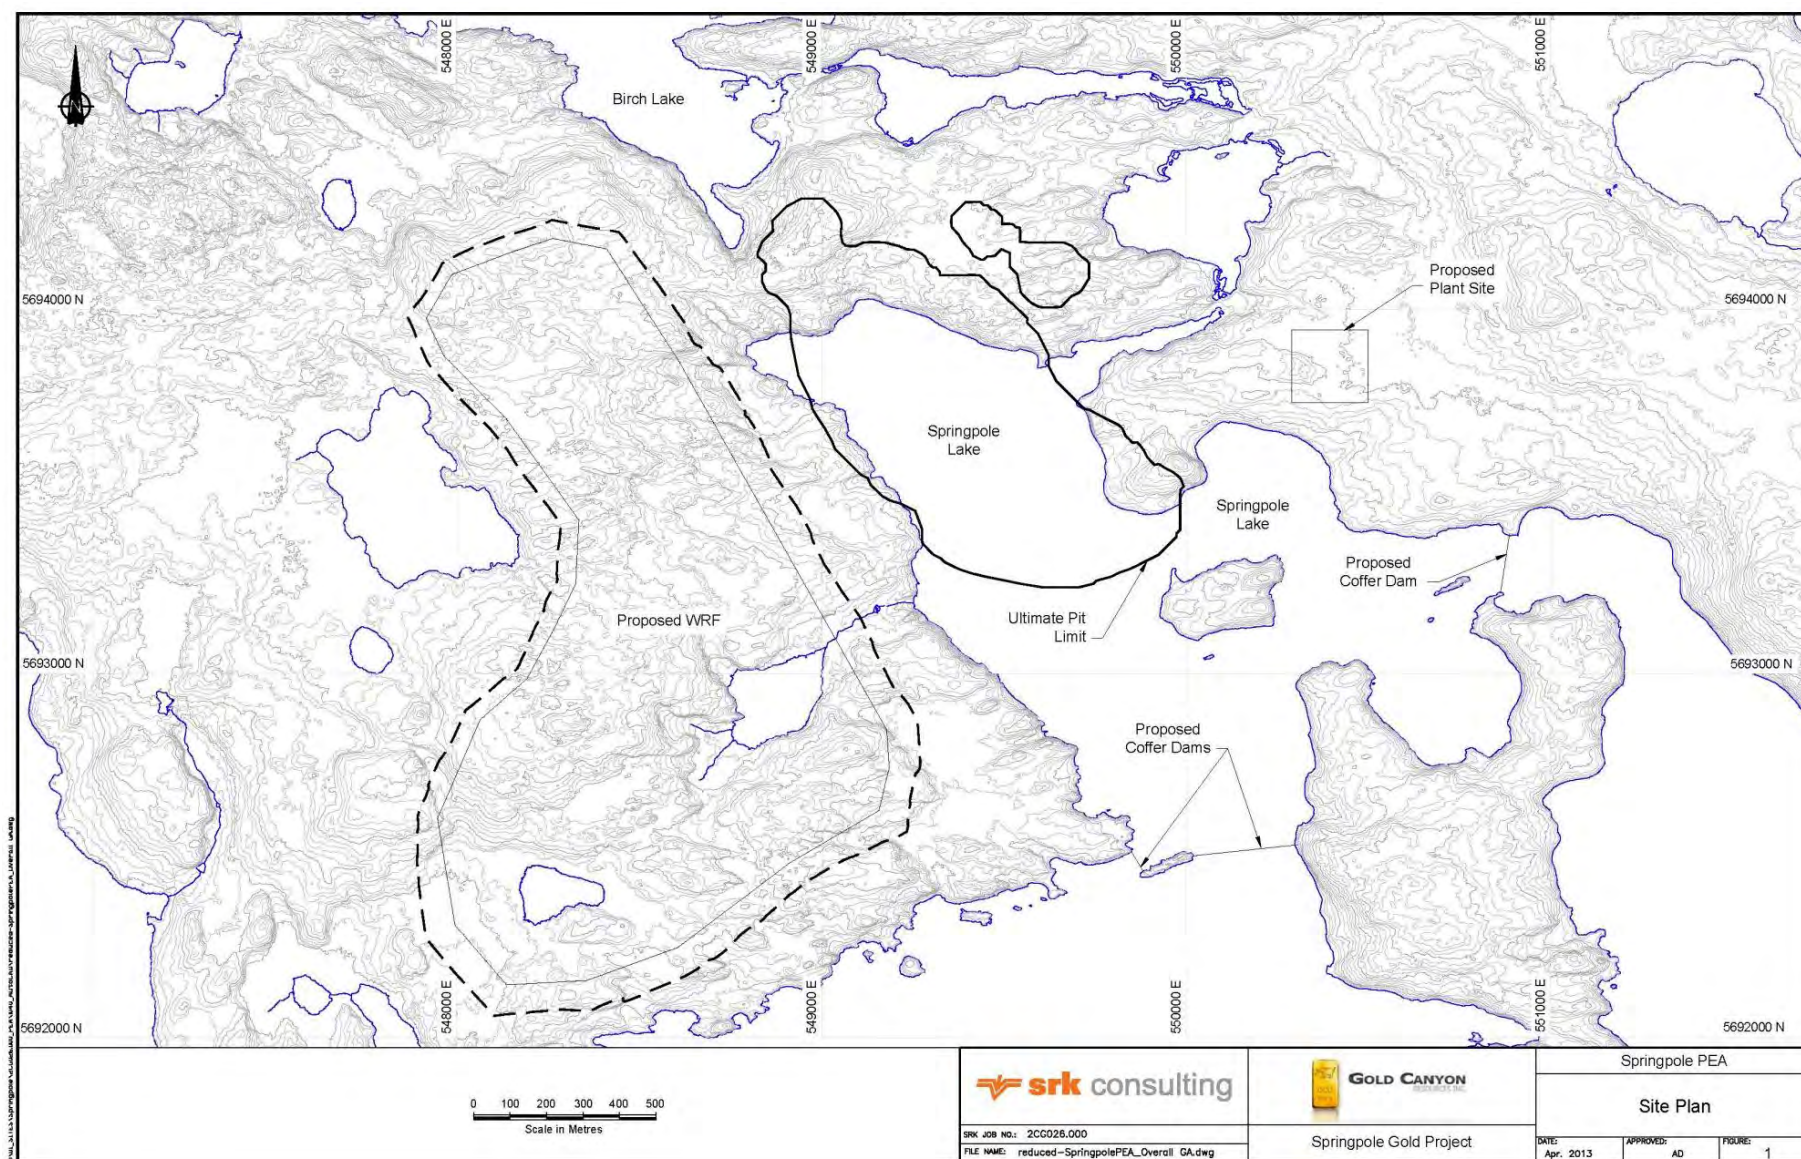 548000 E
549000 E
550000 E
551000 E
N
Birch Lake
Proposed
Plant Site
5694000 N
5694000 N
Springpole
Lake
Springpole
Lake
Proposed
Coffer Dam
Proposed WRF
Ultimate Pit
Limit
5693000 N
5693000 N
Proposed
Coffer Dams
548000 E
549000 E
550000 E
551000 E
5692000 N
5692000 N
0 100 200 300 400 500
Scale in Metres
srk consulting
SRK JOB NO.: 2CG026.000
FILE NAME: reduced-SpringpolePEA_Overall GA.dwg
GOLD CANYON
RESOURCES INC.
Springpole Gold Project
Springpole PEA
Site Plan
DATE: APPROVED: FIGURE:
Apr. 2013 AD 1